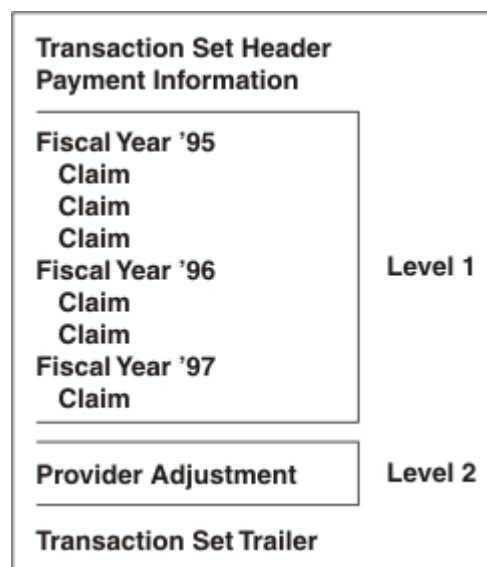 Transaction Set Header
Payment Information
Fiscal Year ’95
Claim
Claim
Claim
Fiscal Year ’96
Claim
Claim
Fiscal Year ’97
Claim
Level 1
Provider Adjustment
Level 2
Transaction Set Trailer